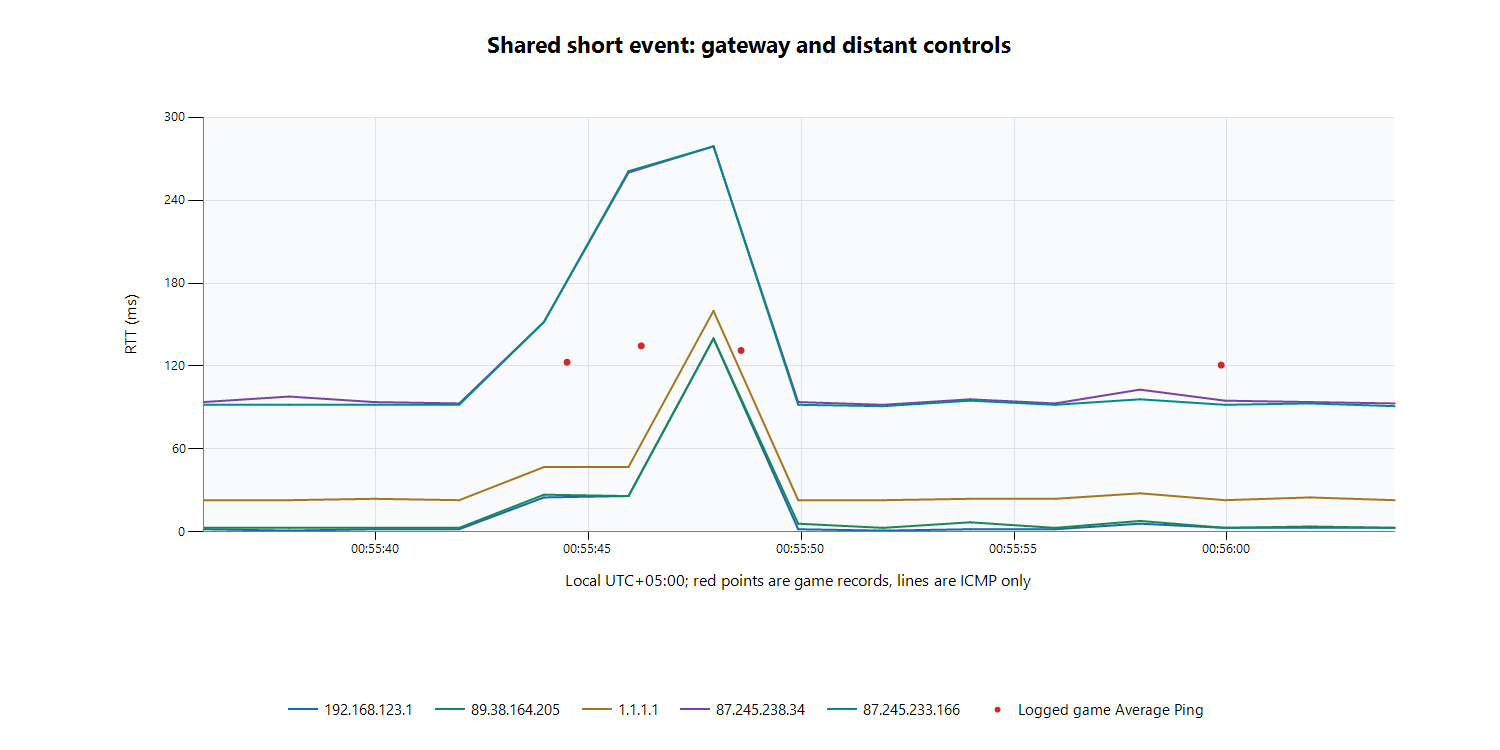 Shared short event: gateway and distant controls
300
240
180
120
60
0
RTT (ms)
00:55:40 00:55:45 00:55:50 00:55:55 00:56:00
Local UTC+05:00; red points are game records, lines are ICMP only
192.168.123.1 89.38.164.205 1.1.1.1 87.245.238.34 87.245.233.166 Logged game Average Ping